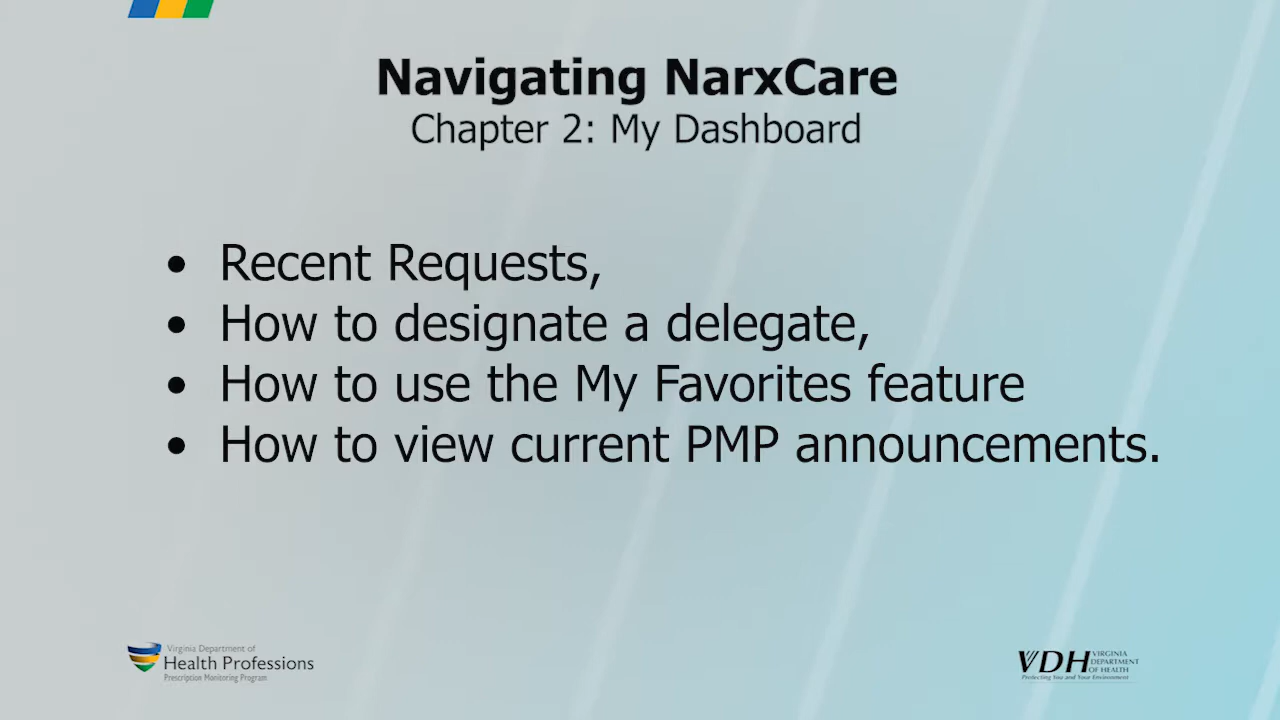 Navigating NarxCare
Chapter 2: My Dashboard
• Recent Requests,
• How to designate a delegate,
• How to use the My Favorites feature
• How to view current PMP announcements.
Virginia Department of
Health Professions
Prescription Monitoring Program
VDH VIRGINIA
DEPARTMENT
OF HEALTH
Protecting You and Your Environment